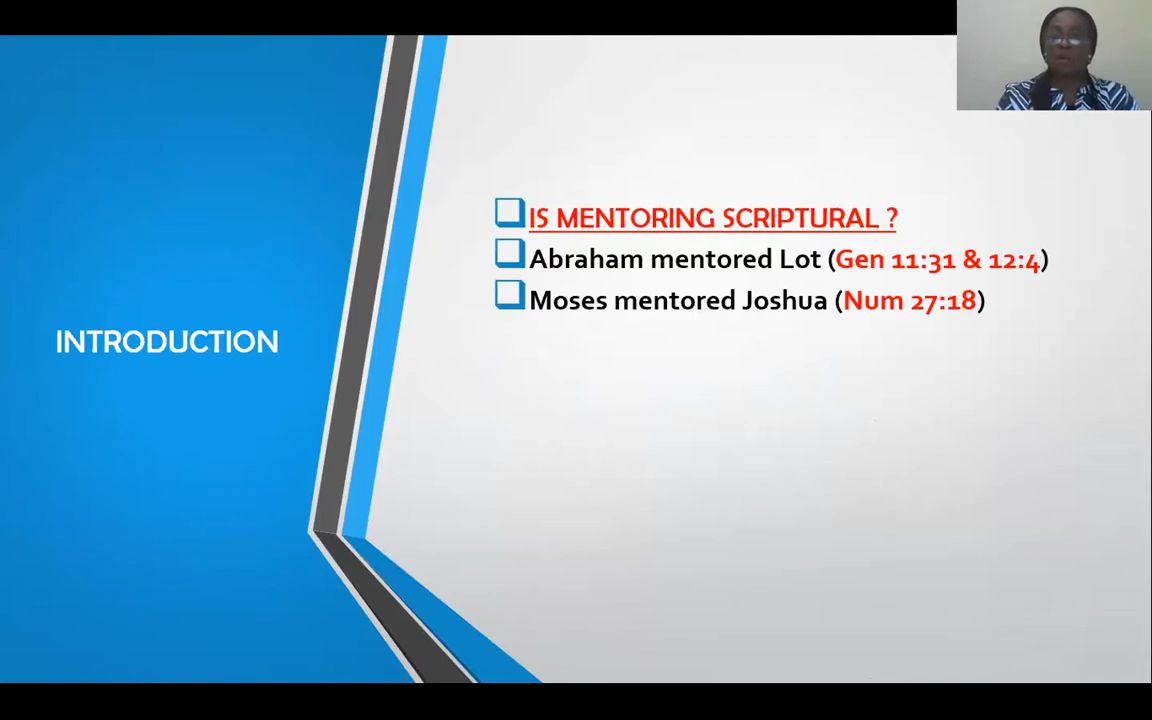 INTRODUCTION
IS MENTORING SCRIPTURAL ?
Abraham mentored Lot (Gen 11:31 & 12:4)
Moses mentored Joshua (Num 27:18)